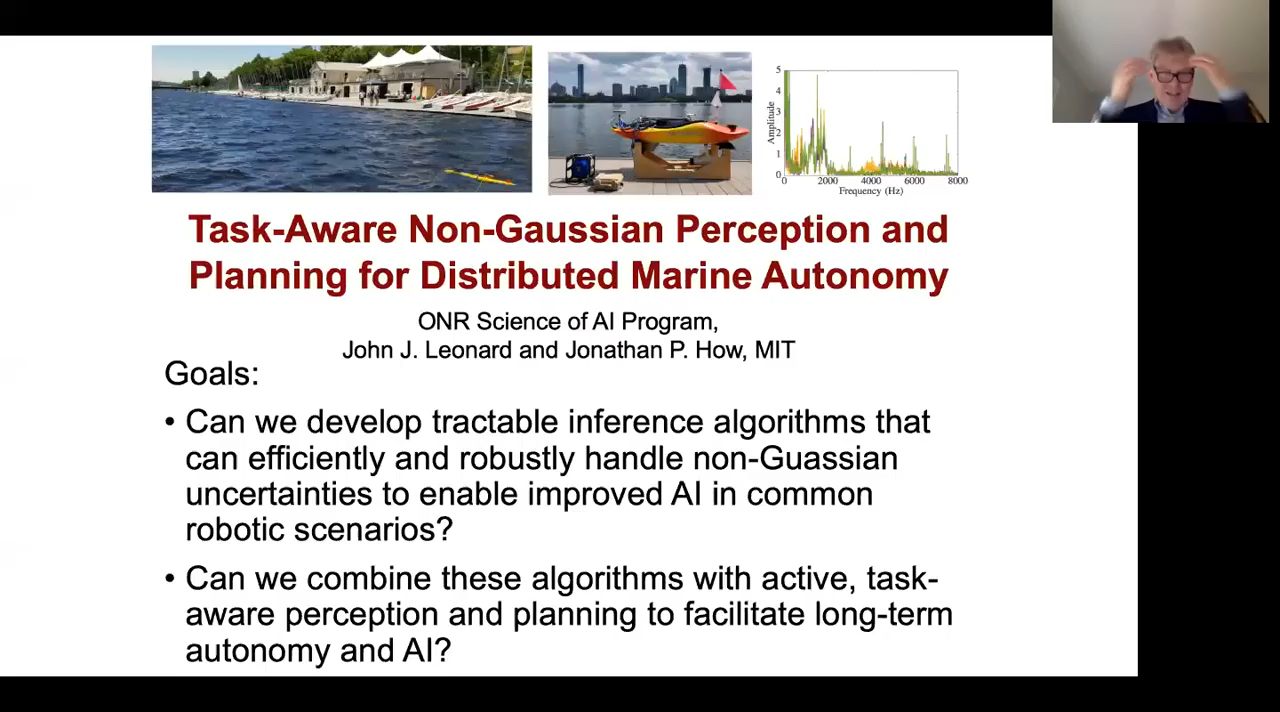 5
4
3
2
1
0
Amplitude
0 2000 4000 6000 8000
Frequency (Hz)
Task-Aware Non-Gaussian Perception and
Planning for Distributed Marine Autonomy
ONR Science of AI Program,
John J. Leonard and Jonathan P. How, MIT
Goals:
• Can we develop tractable inference algorithms that
can efficiently and robustly handle non-Guassian
uncertainties to enable improved AI in common
robotic scenarios?
• Can we combine these algorithms with active, task-
aware perception and planning to facilitate long-term
autonomy and AI?